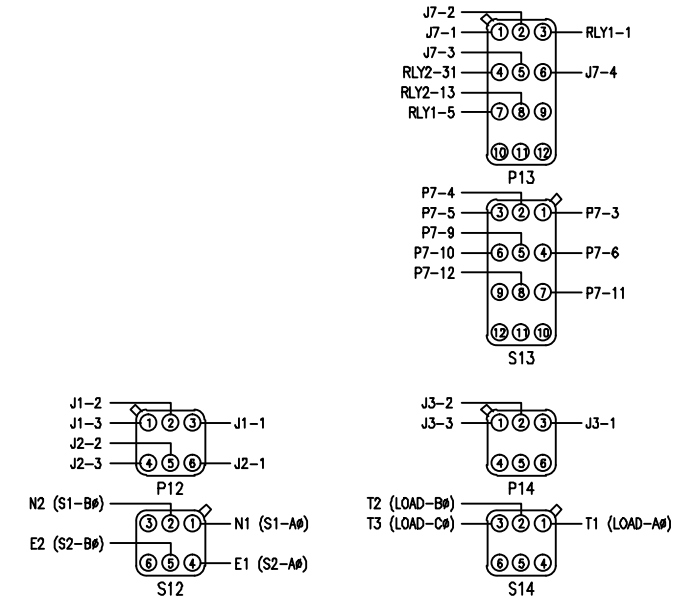 J7-2
J7-1 1 2 3 RLY1-1
J7-3
RLY2-31 4 5 6 J7-4
RLY2-13
RLY1-5 7 8 9
10 11 12
P13
P7-4
P7-5 3 2 1 P7-3
P7-9
P7-10 6 5 4 P7-6
P7-12
9 8 7 P7-11
12 11 10
S13
J1-2
J1-3 1 2 3 J1-1
J2-2
J2-3 4 5 6 J2-1
P12
N2 (S1-Bø)
3 2 1 N1 (S1-Aø)
E2 (S2-Bø)
6 5 4 E1 (S2-Aø)
S12
J3-2
J3-3 1 2 3 J3-1
4 5 6
P14
T2 (LOAD-Bø)
T3 (LOAD-Cø) 3 2 1 T1 (LOAD-Aø)
6 5 4
S14